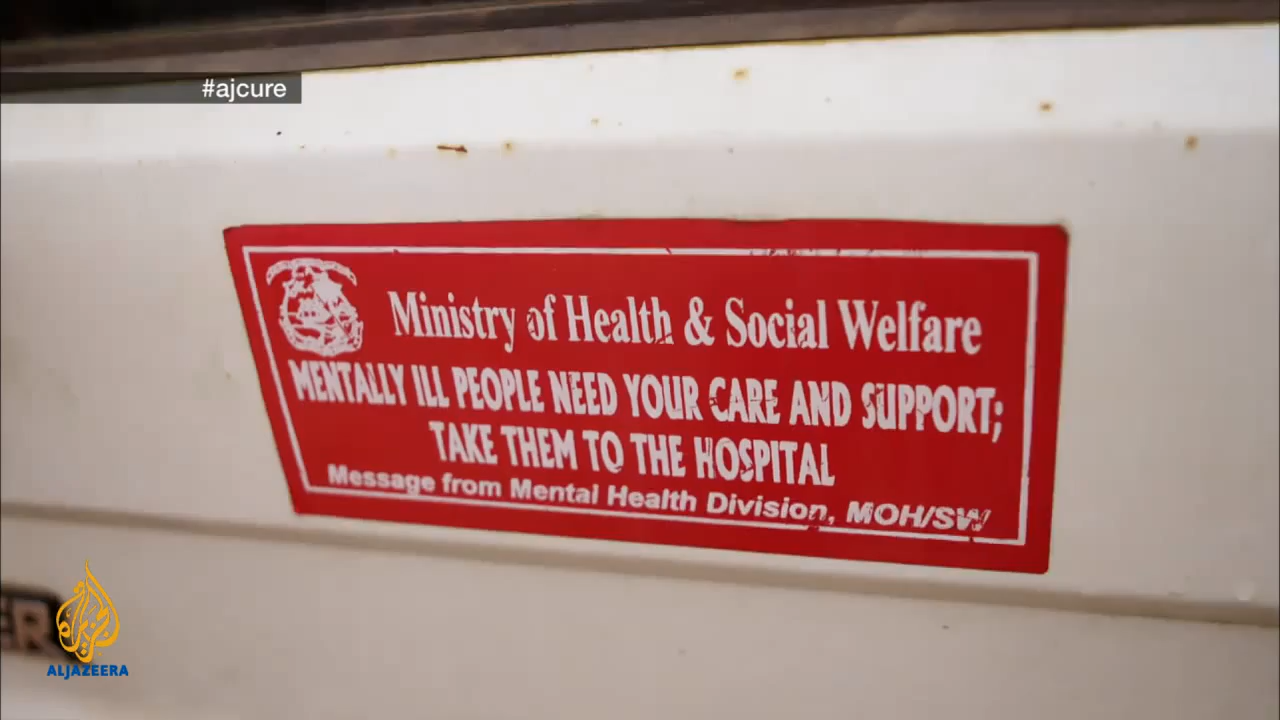 #ajcure
Ministry of Health & Social Welfare
MENTALLY ILL PEOPLE NEED YOUR CARE AND SUPPORT;
TAKE THEM TO THE HOSPITAL
Message from Mental Health Division, MOH/SW
ER
ALJAZEERA